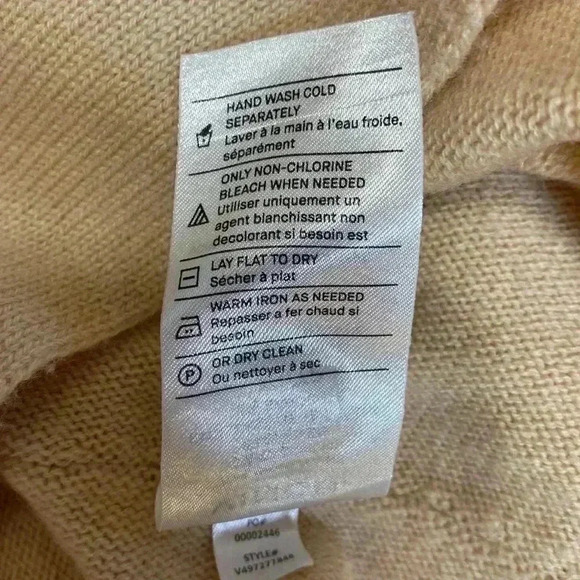 HAND WASH COLD
SEPARATELY
Laver à la main à l'eau froide,
séparément
ONLY NON-CHLORINE
BLEACH WHEN NEEDED
Utiliser uniquement un
agent blanchissant non
decolorant si besoin est
LAY FLAT TO DRY
Sécher à plat
WARM IRON AS NEEDED
Repasser a fer chaud si
besoin
P
OR DRY CLEAN
Ou nettoyer à sec
PO#
00002446
STYLE#